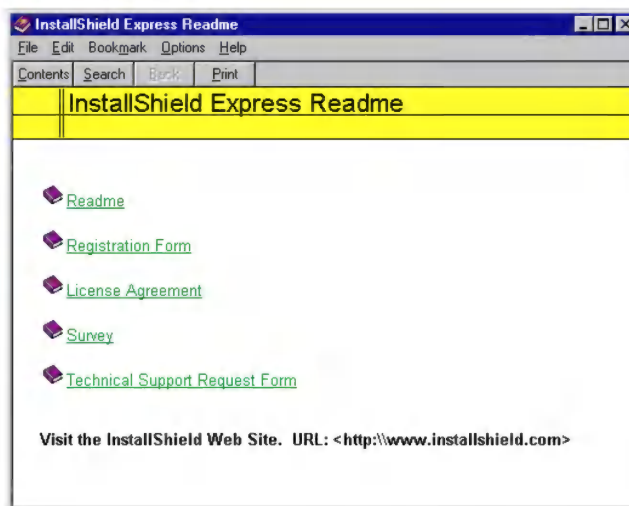 InstallShield Express Readme
File Edit Bookmark Options Help
Contents Search Back Print
InstallShield Express Readme
Readme
Registration Form
License Agreement
Survey
Technical Support Request Form
Visit the InstallShield Web Site. URL: <http:\\www.installshield.com>